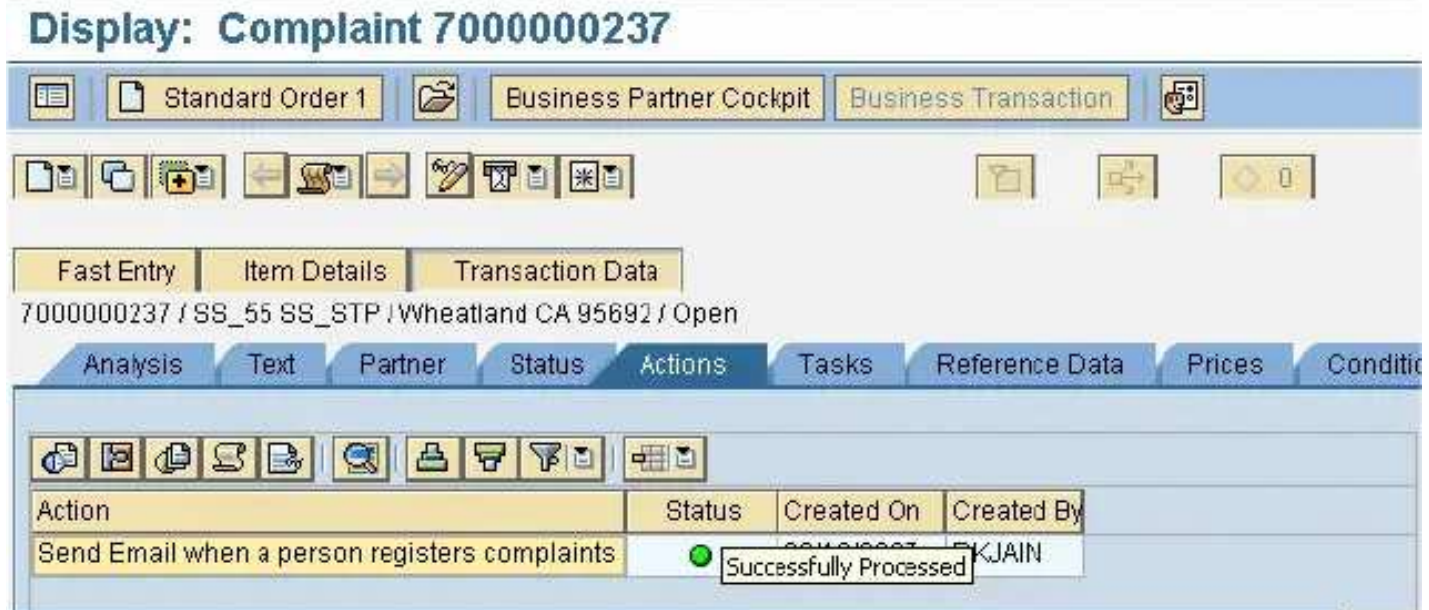 Display: Complaint 7000000237
Standard Order 1 Business Partner Cockpit Business Transaction
0
Fast Entry Item Details Transaction Data
7000000237 / SS_55 SS_STP / Wheatland CA 95692 / Open
Analysis Text Partner Status Actions Tasks Reference Data Prices Conditio
Action Status Created On Created By
Send Email when a person registers complaints KJAIN
Successfully Processed